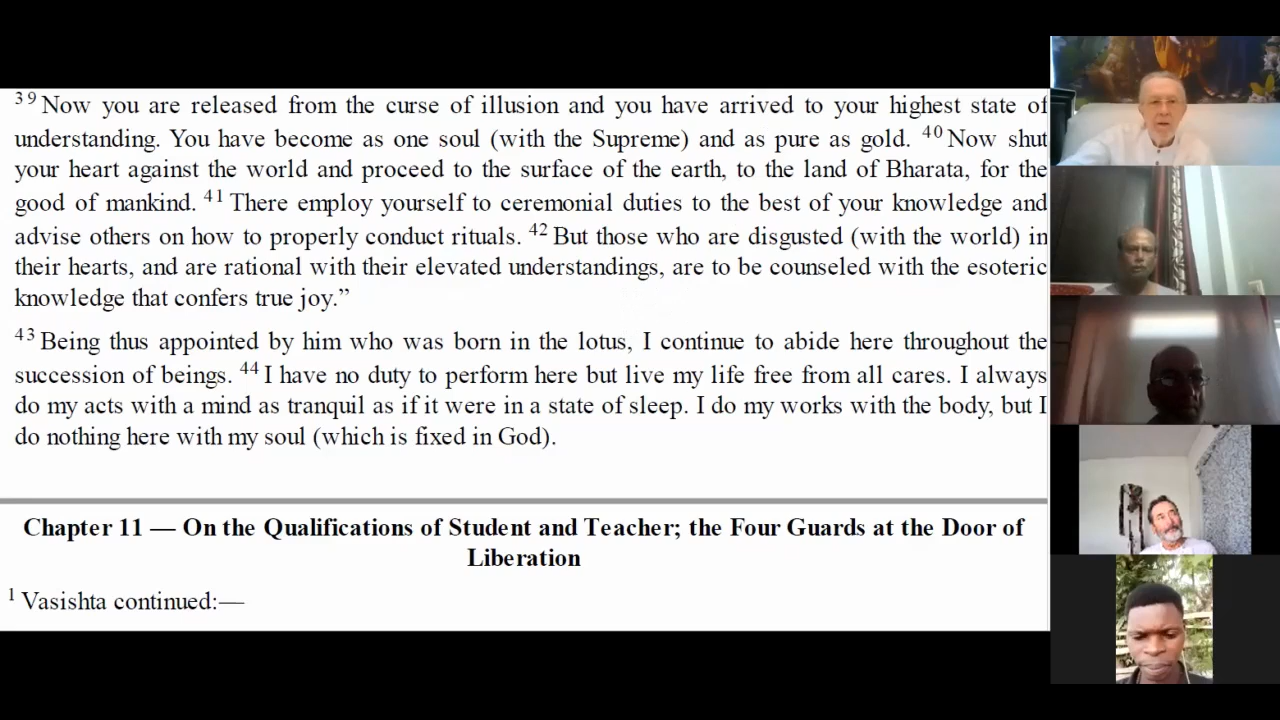 39 Now you are released from the curse of illusion and you have arrived to your highest state of
understanding. You have become as one soul (with the Supreme) and as pure as gold. 40 Now shut
your heart against the world and proceed to the surface of the earth, to the land of Bharata, for the
good of mankind. 41 There employ yourself to ceremonial duties to the best of your knowledge and
advise others on how to properly conduct rituals. 42 But those who are disgusted (with the world) in
their hearts, and are rational with their elevated understandings, are to be counseled with the esoteric
knowledge that confers true joy.”
43 Being thus appointed by him who was born in the lotus, I continue to abide here throughout the
succession of beings. 44 I have no duty to perform here but live my life free from all cares. I always
do my acts with a mind as tranquil as if it were in a state of sleep. I do my works with the body, but I
do nothing here with my soul (which is fixed in God).
Chapter 11 — On the Qualifications of Student and Teacher; the Four Guards at the Door of
Liberation
1 Vasishta continued:—